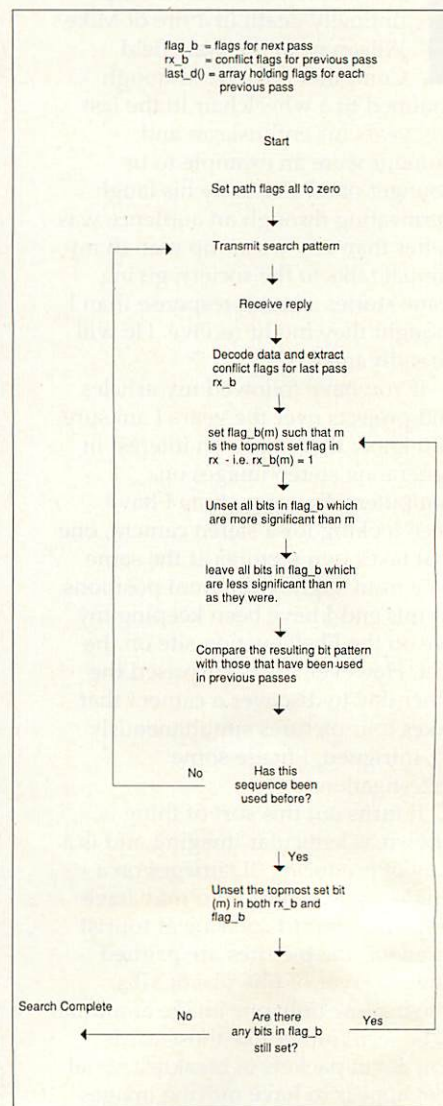 flag_b = flags for next pass
rx_b = conflict flags for previous pass
last_d() = array holding flags for each
previous pass
Start
Set path flags all to zero
Transmit search pattern
Receive reply
Decode data and extract
conflict flags for last pass
rx_b
set flag_b(m) such that m
is the topmost set flag in
rx - i.e. rx_b(m) = 1
Unset all bits in flag_b which
are more significant than m
leave all bits in flag_b which
are less significant than m
as they were.
Compare the resulting bit pattern
with those that have been used
in previous passes
No
Has this
sequence been
used before?
Yes
Unset the topmost set bit
(m) in both rx_b and
flag_b
Search Complete
No
Are there
any bits in flag_b
still set?
Yes